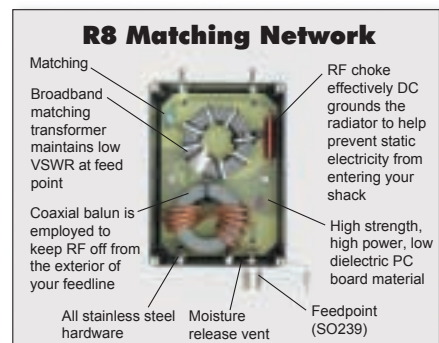 R8 Matching Network
Matching
Broadband
matching
transformer
maintains low
VSWR at feed
point
Coaxial balun is
employed to
keep RF off from
the exterior of
your feedline
All stainless steel
hardware
Moisture
release vent
Feedpoint
(SO239)
RF choke
effectively DC
grounds the
radiator to help
prevent static
electricity from
entering your
shack
High strength,
high power, low
dielectric PC
board material